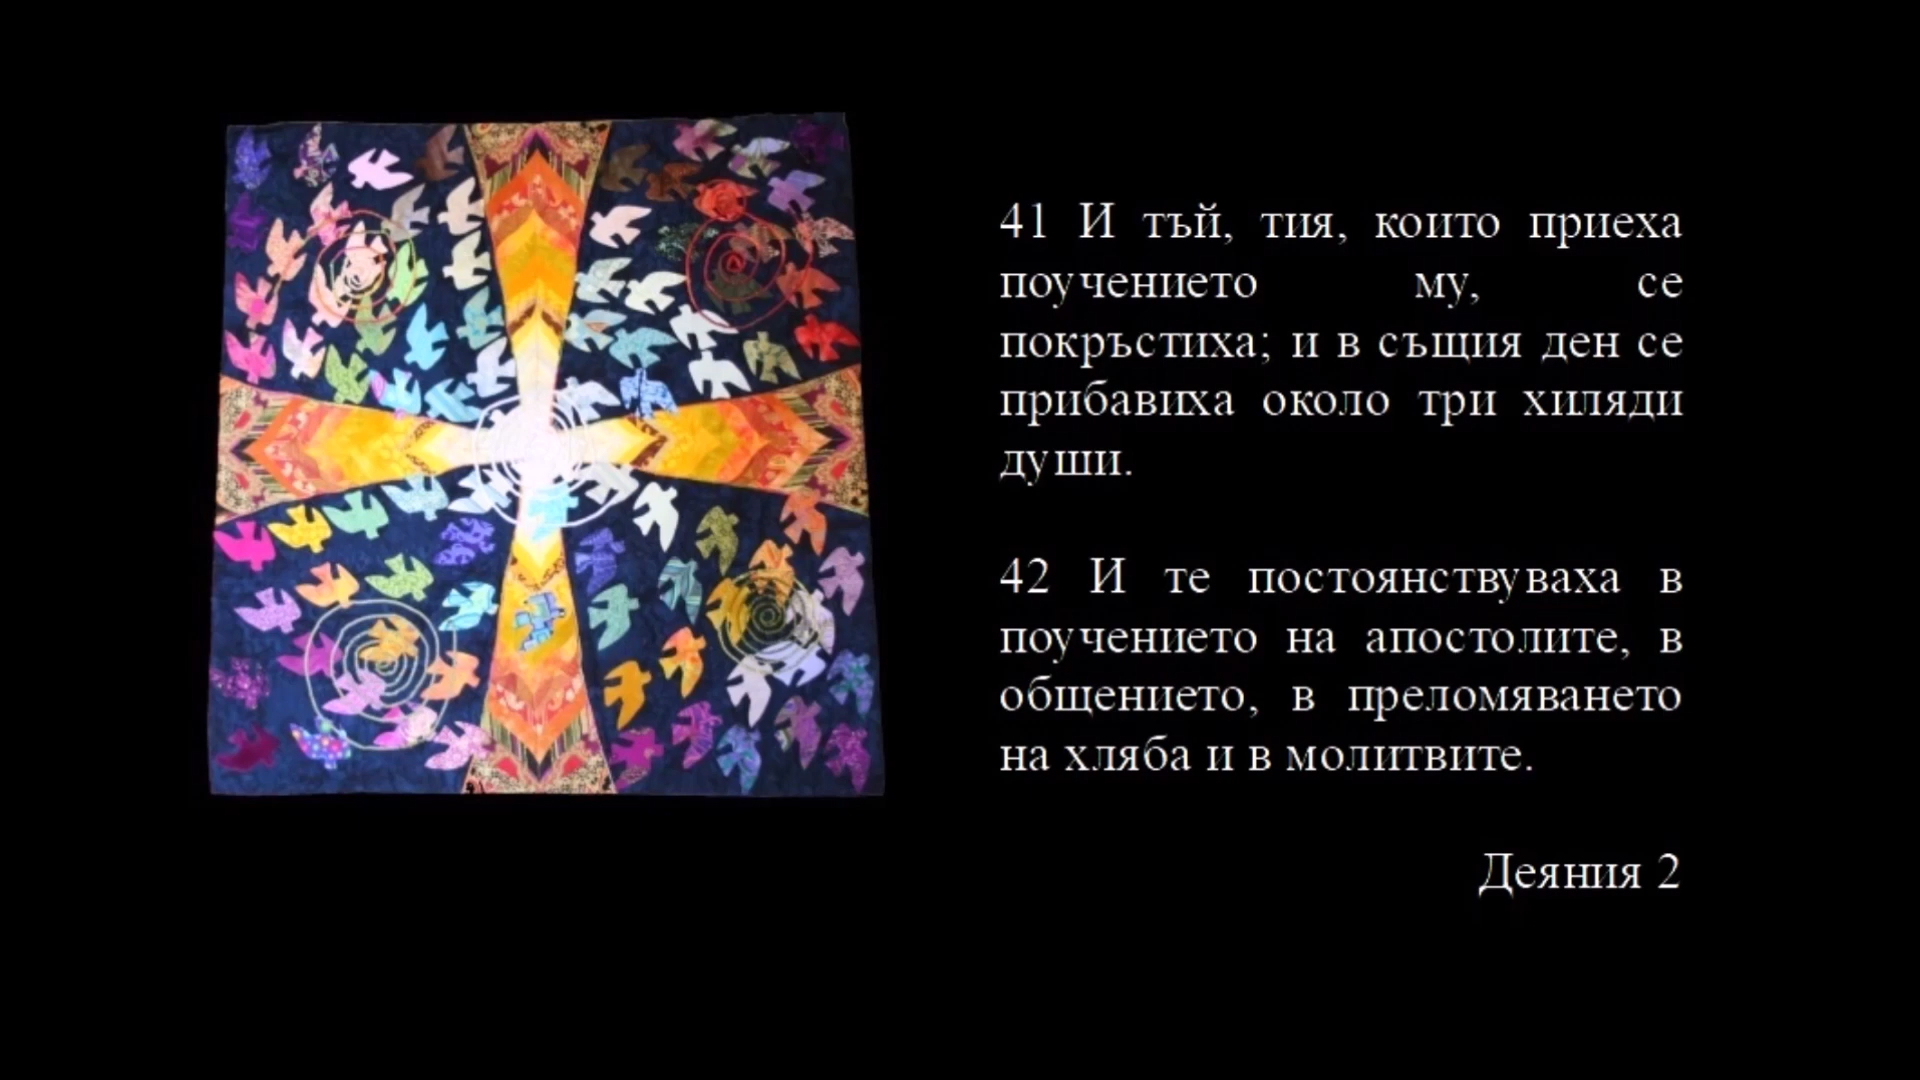 41 И тъй, тия, които приеха
поучението му, се
покръстиха; и в същия ден се
прибавиха около три хиляди
души.
42 И те постоянствуваха в
поучението на апостолите, в
общението, в преломяването
на хляба и в молитвите.
Деяния 2